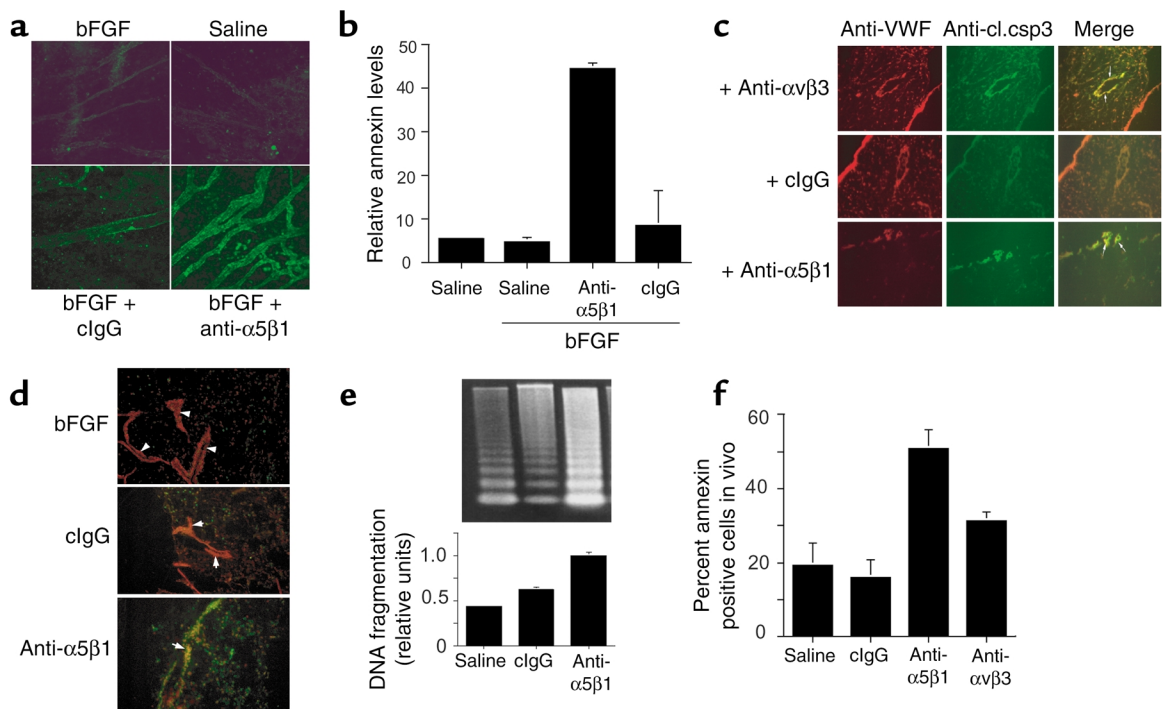 a
bFGF
Saline
bFGF +
cIgG
bFGF +
anti-α5β1
b
Relative annexin levels
50
40
30
20
10
0
Saline
Saline
Anti-
α5β1
cIgG
bFGF
c
Anti-VWF
Anti-cl.csp3
Merge
+ Anti-αvβ3
+ cIgG
+ Anti-α5β1
d
bFGF
cIgG
Anti-α5β1
e
DNA fragmentation
(relative units)
1.0
0.5
0
Saline
cIgG
Anti-
α5β1
f
Percent annexin
positive cells in vivo
60
40
20
0
Saline
cIgG
Anti-
α5β1
Anti-
αvβ3